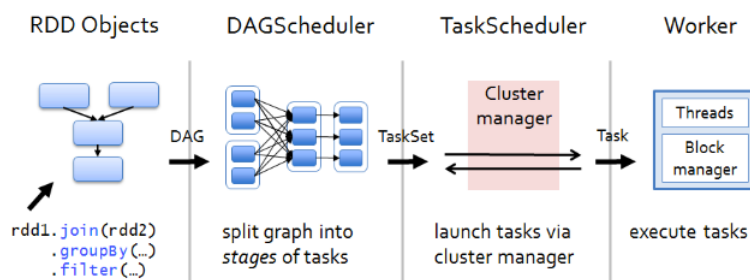 RDD Objects
DAGScheduler
TaskScheduler
Worker
DAG
TaskSet
Cluster
manager
Task
Threads
Block
manager
rdd1.join(rdd2)
.groupBy(…)
.filter(…)
split graph into
stages of tasks
launch tasks via
cluster manager
execute tasks